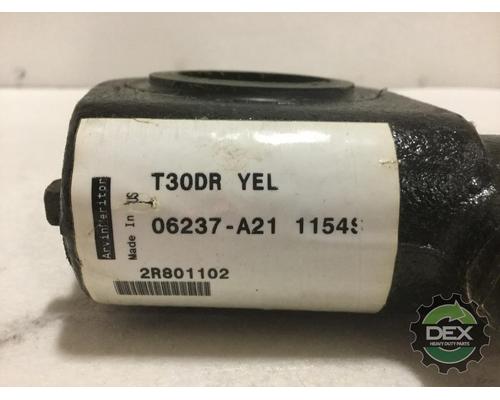 ArvinMeritor
Made In US
T30DR YEL
06237-A21 1154S
2R801102
DEX
HEAVY DUTY PARTS